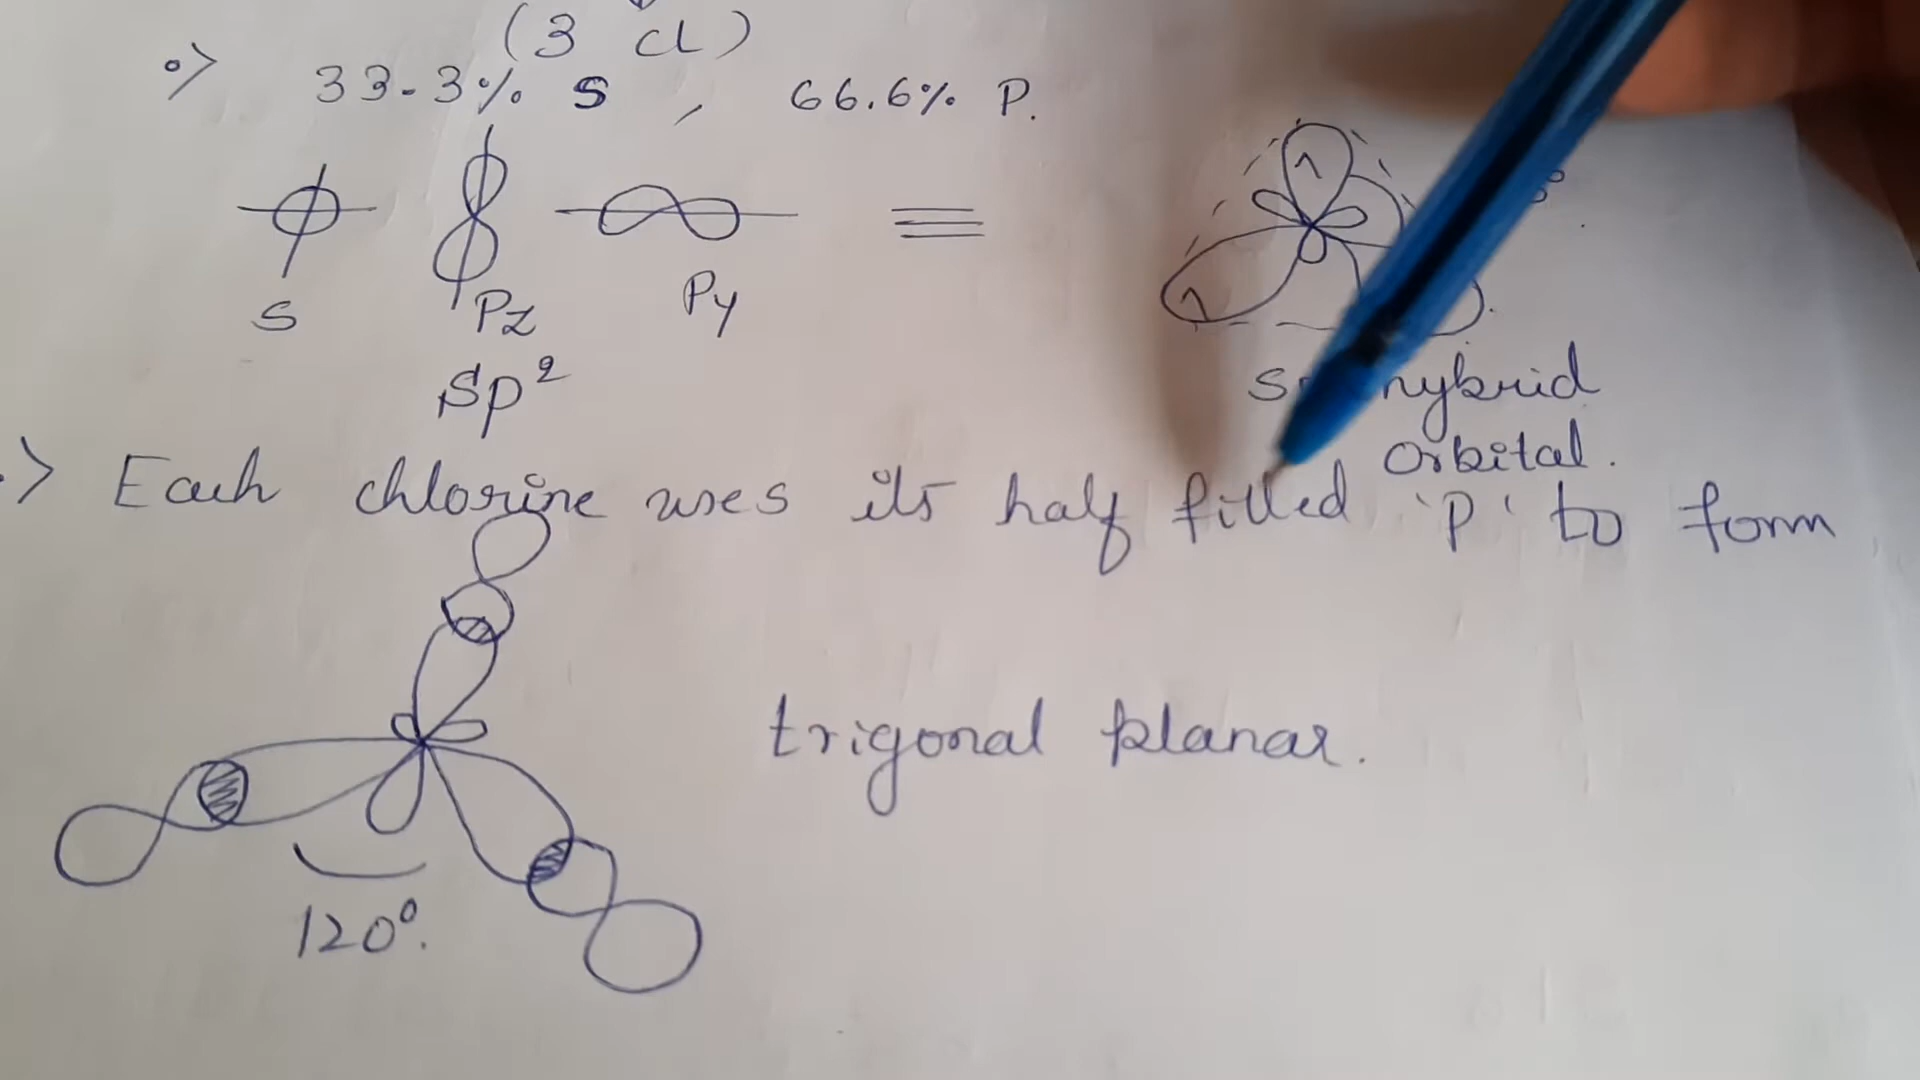 (3 Cl)
33.3% S, 66.6% P.
S
Pz
Py
Sp²
hybrid
orbital.
Each chlorine uses its half filled 'P' to form
trigonal planar.
120°.